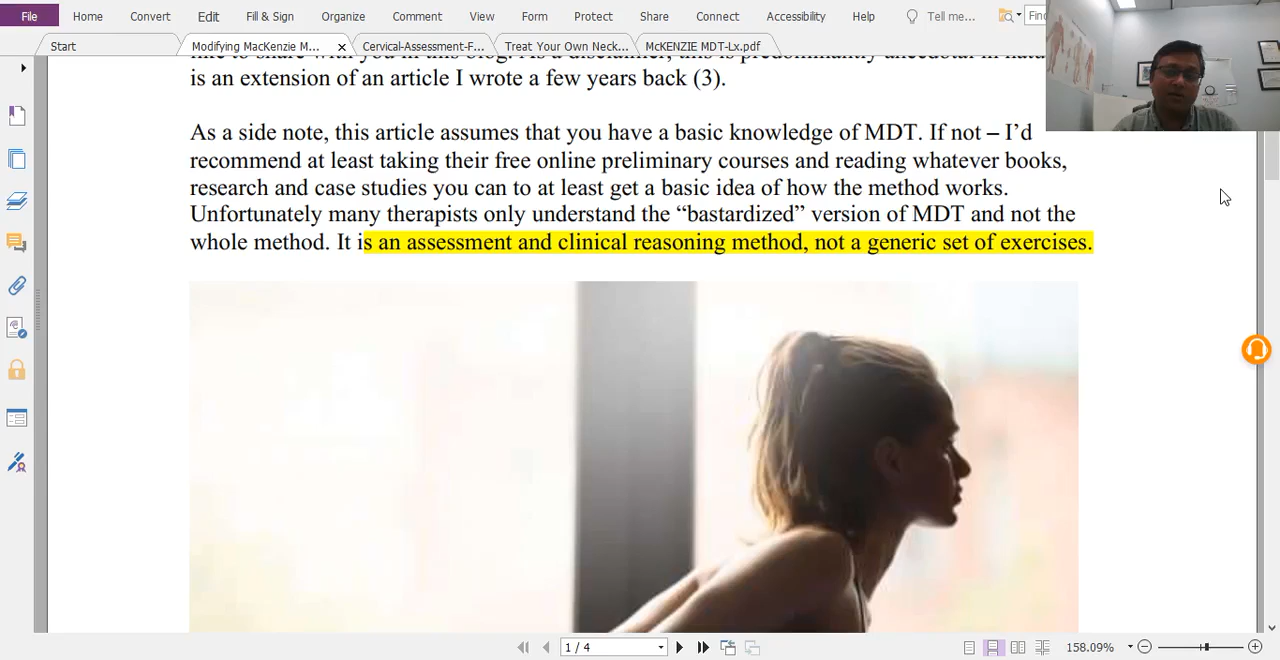 File Home Convert Edit Fill & Sign Organize Comment View Form Protect Share Connect Accessibility Help Tell me... Find
Start Modifying MacKenzie M... × Cervical-Assessment-F... Treat Your Own Neck... McKENZIE MDT-Lx.pdf
is an extension of an article I wrote a few years back (3).
As a side note, this article assumes that you have a basic knowledge of MDT. If not – I’d
recommend at least taking their free online preliminary courses and reading whatever books,
research and case studies you can to at least get a basic idea of how the method works.
Unfortunately many therapists only understand the “bastardized” version of MDT and not the
whole method. It is an assessment and clinical reasoning method, not a generic set of exercises.
1 / 4 158.09%